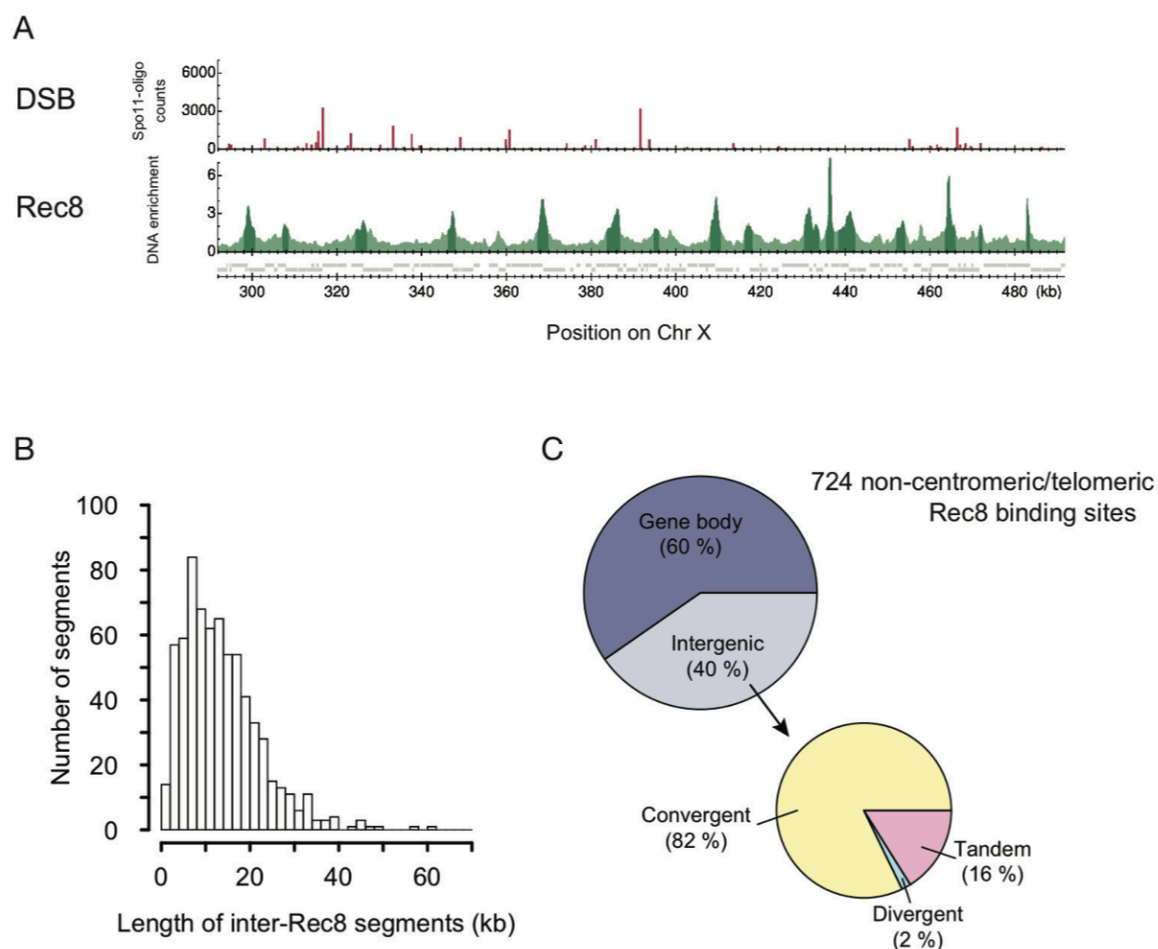 A
DSB
Spo11-oligo
counts
6000
3000
0
Rec8
DNA enrichment
6
3
0
300 320 340 360 380 400 420 440 460 480 (kb)
Position on Chr X
B
Number of segments
100
80
60
40
20
0
0 20 40 60
Length of inter-Rec8 segments (kb)
C
724 non-centromeric/telomeric
Rec8 binding sites
Gene body
(60 %)
Intergenic
(40 %)
Convergent
(82 %)
Tandem
(16 %)
Divergent
(2 %)